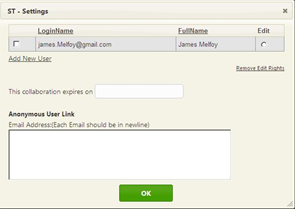 ST - Settings
LoginName FullName Edit
james.Melfoy@gmail.com James Melfoy
Add New User
Remove Edit Rights
This collaboration expires on
Anonymous User Link
Email Address:(Each Email should be in newline)
OK